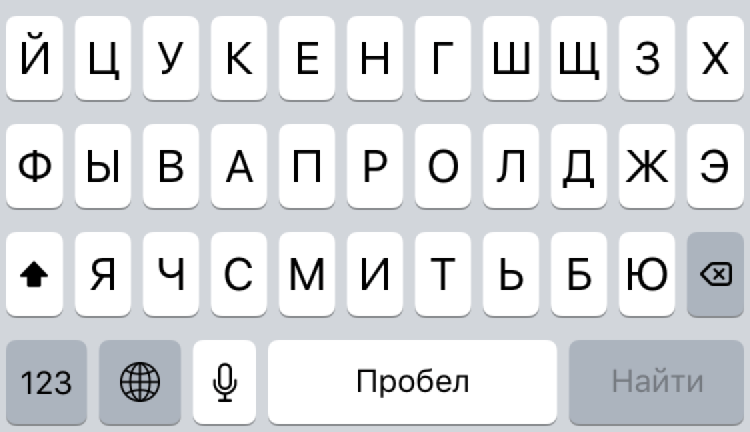 Й Ц У К Е Н Г Ш Щ З Х
Ф Ы В А П Р О Л Д Ж Э
Я Ч С М И Т Ь Б Ю
123 Пробел Найти